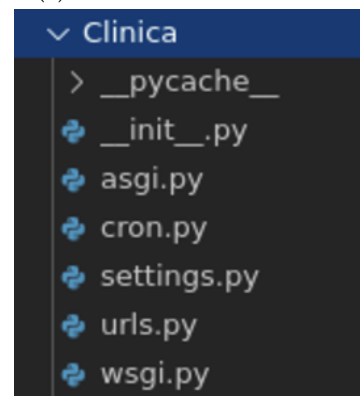 Clinica
__pycache__
__init__.py
asgi.py
cron.py
settings.py
urls.py
wsgi.py